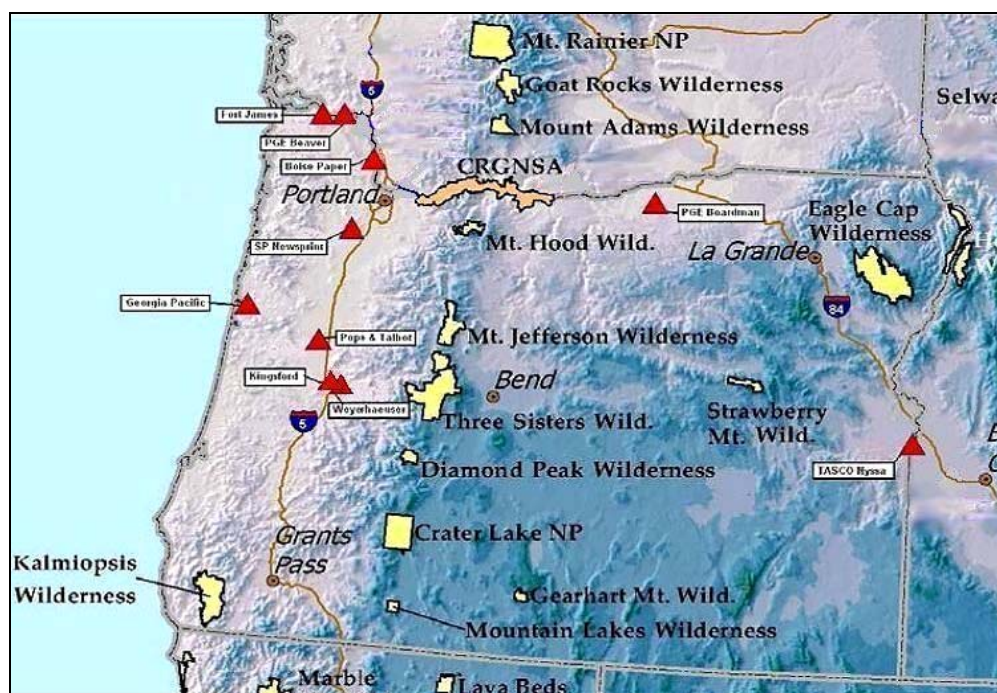 Mt. Rainier NP
Goat Rocks Wilderness
5
Selwa
Fort James
PGE Beaver
Mount Adams Wilderness
Boise Paper
CRGNSA
Portland
PGE Boardman
Eagle Cap
Wilderness
SP Newsprint
Mt. Hood Wild.
La Grande
Georgia Pacific
84
Pope & Talbot
Mt. Jefferson Wilderness
Kingsford
Bend
Weyerhaeuser
Strawberry
Mt. Wild.
5
Three Sisters Wild.
Diamond Peak Wilderness
TASCO Nyssa
Crater Lake NP
Grants
Pass
Kalmiopsis
Wilderness
Gearhart Mt. Wild.
Mountain Lakes Wilderness
Marble
Lava Beds